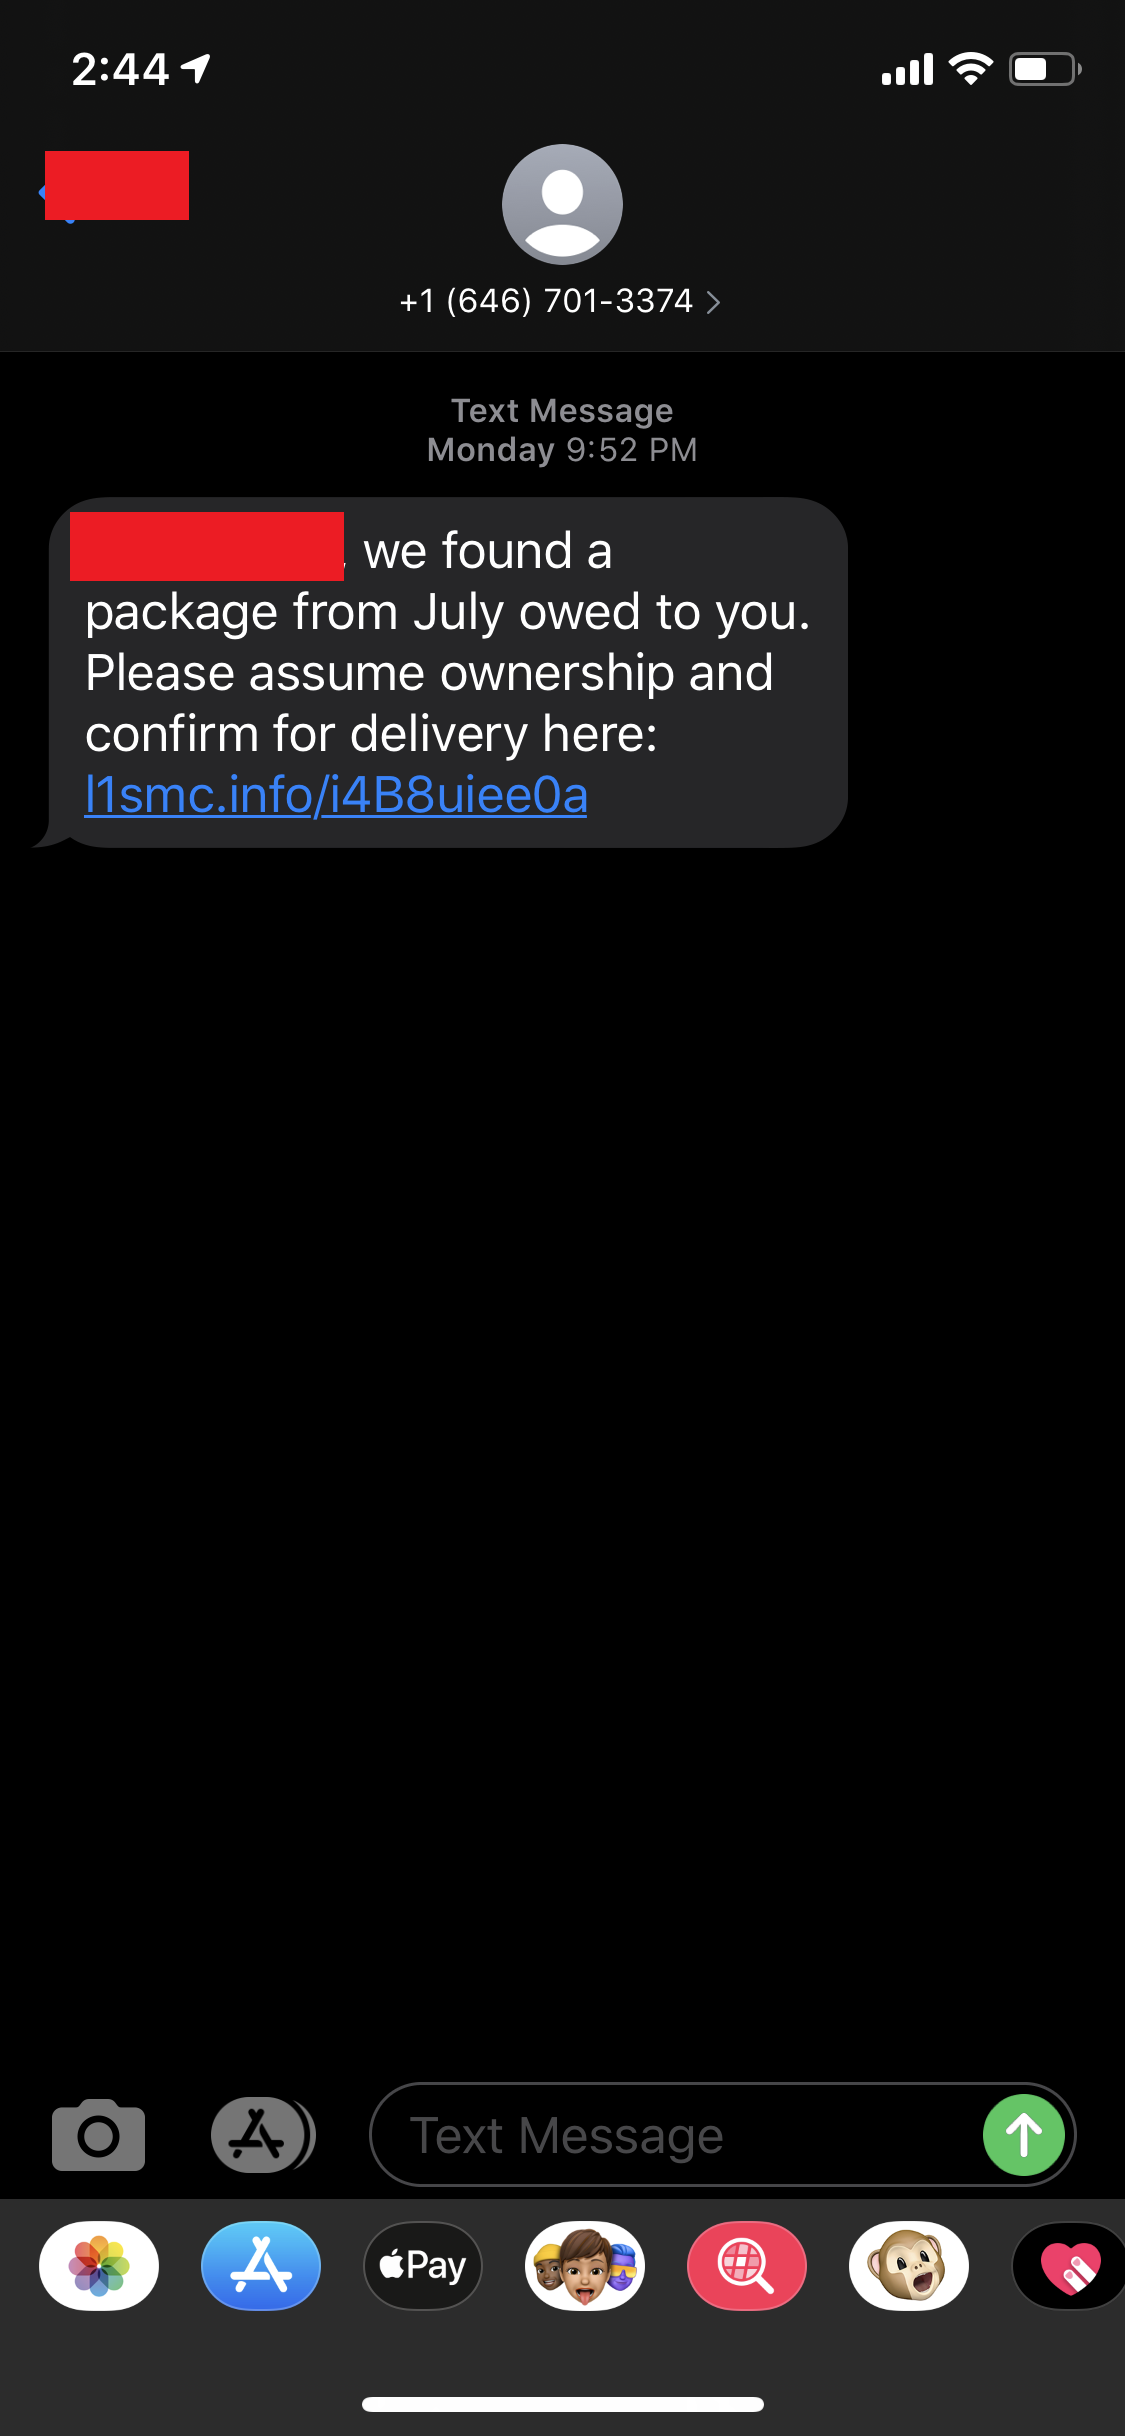 2:44
+1 (646) 701-3374
Text Message
Monday 9:52 PM
, we found a
package from July owed to you.
Please assume ownership and
confirm for delivery here:
l1smc.info/i4B8uiee0a
Text Message
Pay